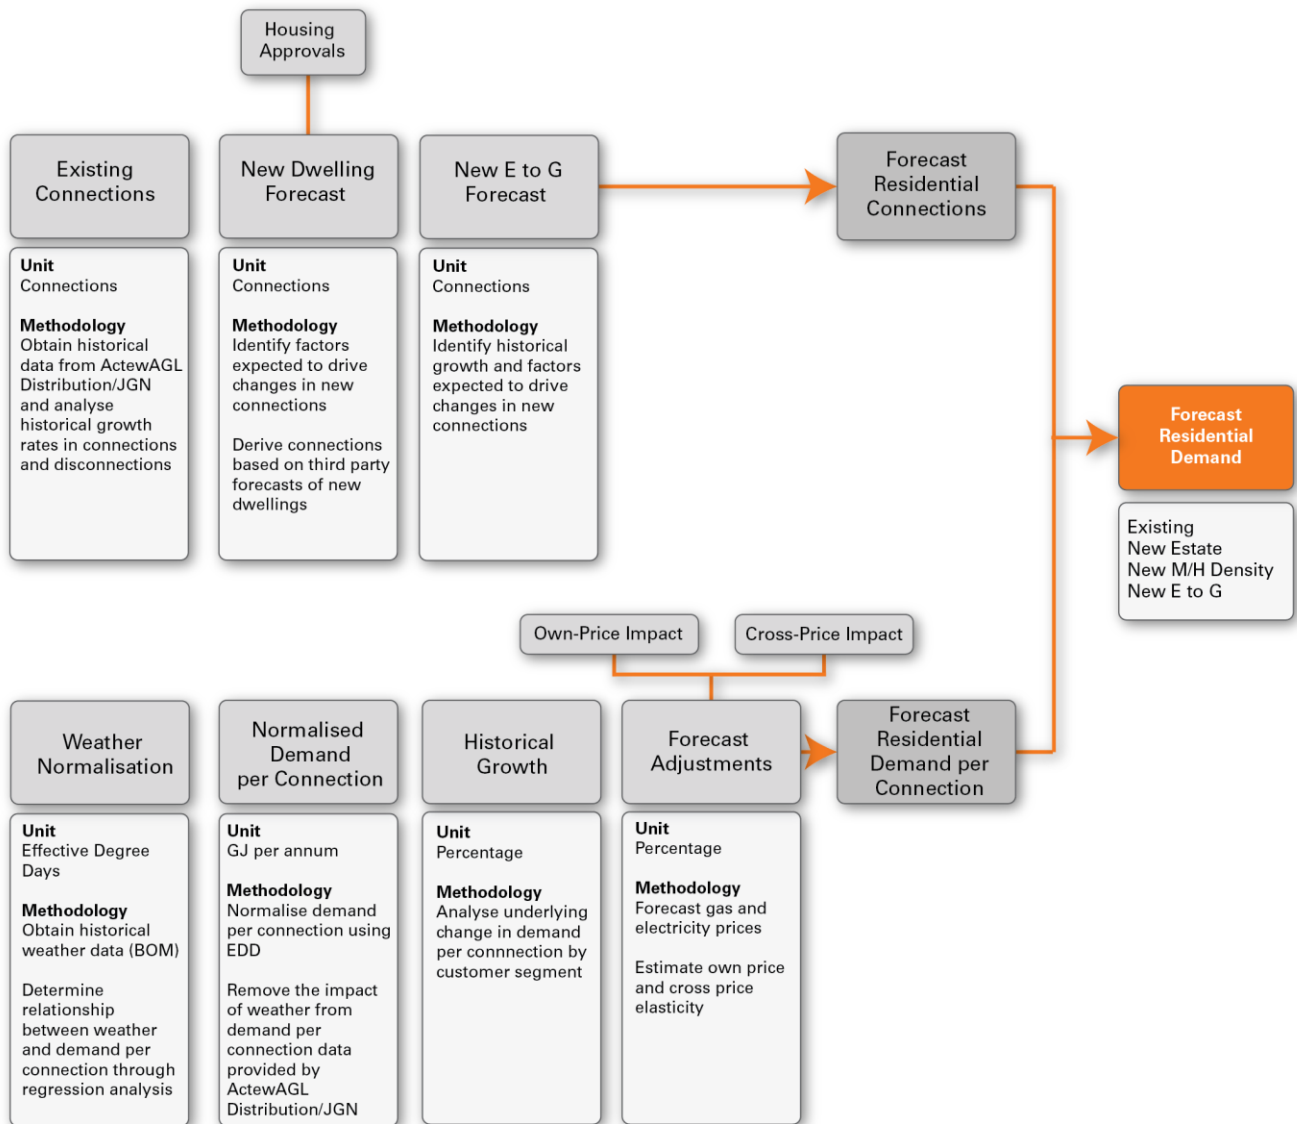 Housing
Approvals
Existing
Connections
New Dwelling
Forecast
New E to G
Forecast
Forecast
Residential
Connections
Unit
Connections
Methodology
Obtain historical
data from ActewAGL
Distribution/JGN
and analyse
historical growth
rates in connections
and disconnections
Unit
Connections
Methodology
Identify factors
expected to drive
changes in new
connections
Derive connections
based on third party
forecasts of new
dwellings
Unit
Connections
Methodology
Identify historical
growth and factors
expected to drive
changes in new
connections
Forecast
Residential
Demand
Existing
New Estate
New M/H Density
New E to G
Own-Price Impact
Cross-Price Impact
Weather
Normalisation
Normalised
Demand
per Connection
Historical
Growth
Forecast
Adjustments
Forecast
Residential
Demand per
Connection
Unit
Effective Degree
Days
Methodology
Obtain historical
weather data (BOM)
Determine
relationship
between weather
and demand per
connection through
regression analysis
Unit
GJ per annum
Methodology
Normalise demand
per connection using
EDD
Remove the impact
of weather from
demand per
connection data
provided by
ActewAGL
Distribution/JGN
Unit
Percentage
Methodology
Analyse underlying
change in demand
per connnection by
customer segment
Unit
Percentage
Methodology
Forecast gas and
electricity prices
Estimate own price
and cross price
elasticity